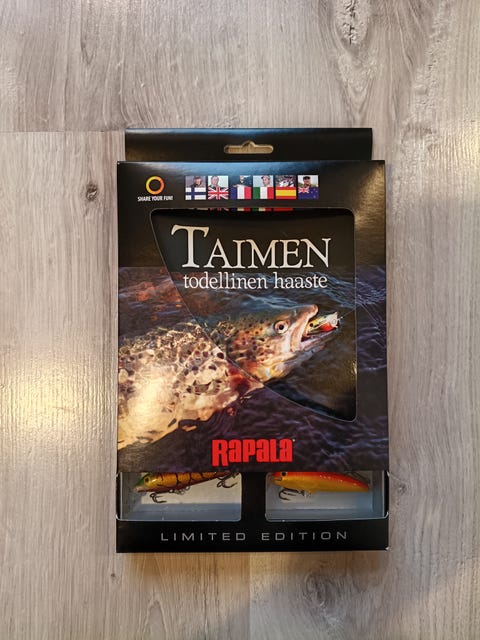 SHARE YOUR FUN!
TAIMEN
todellinen haaste
RAPALA
LIMITED EDITION